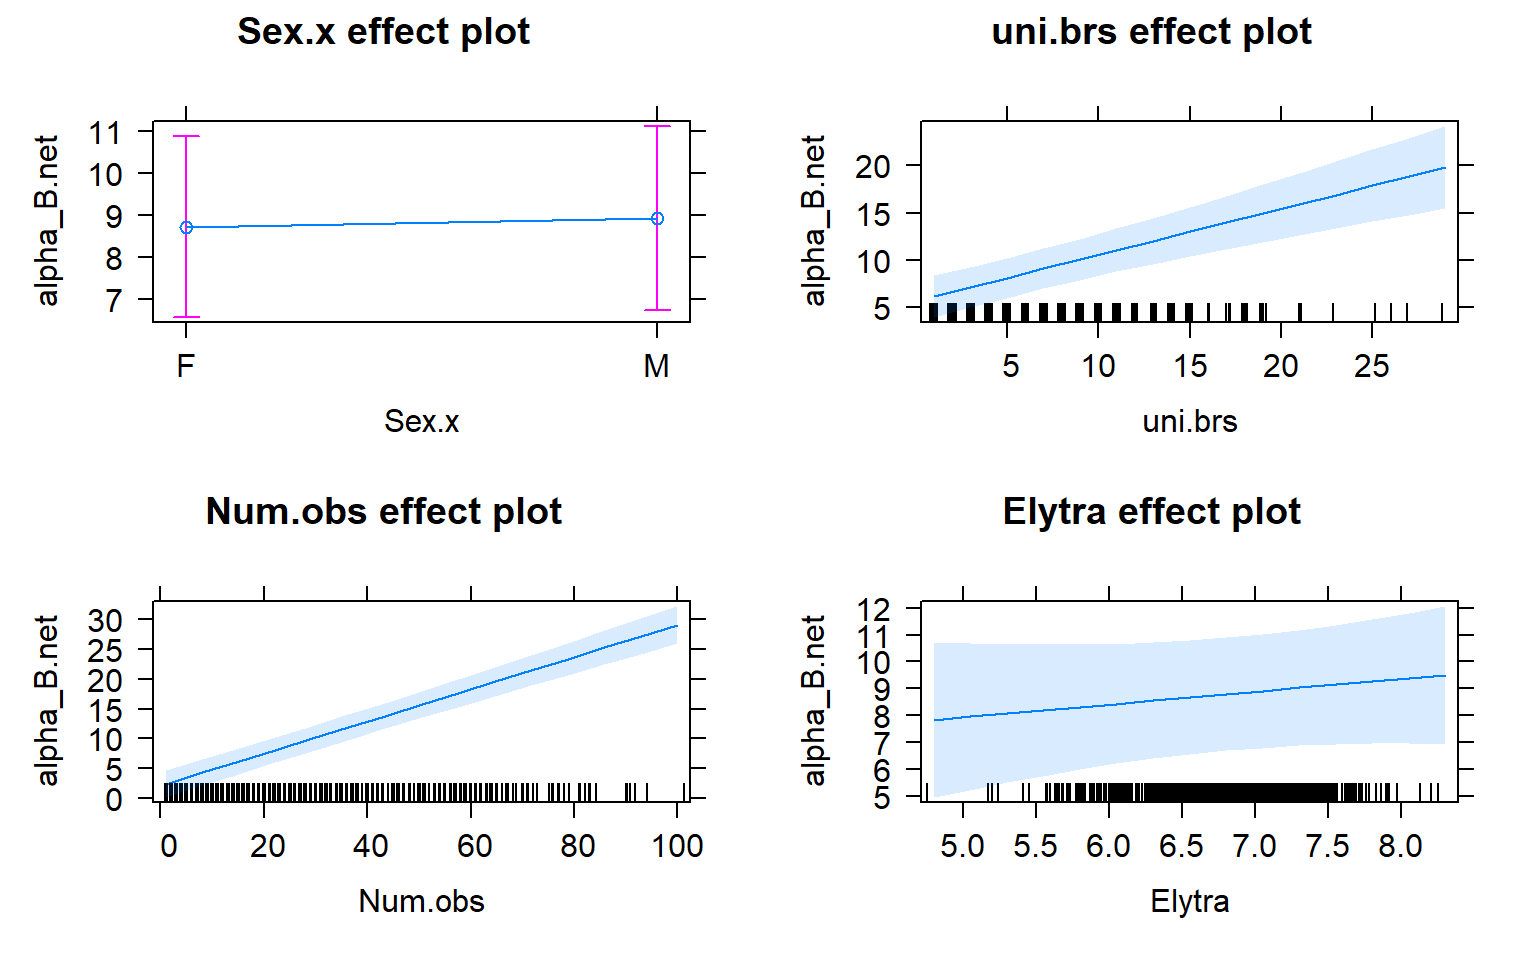 Sex.x effect plot
alpha_B.net
11
10
9
8
7
F M
Sex.x
uni.brs effect plot
alpha_B.net
20
15
10
5
5 10 15 20 25
uni.brs
Num.obs effect plot
alpha_B.net
30
25
20
15
10
5
0
0 20 40 60 80 100
Num.obs
Elytra effect plot
alpha_B.net
12
11
10
9
8
7
6
5
5.0 5.5 6.0 6.5 7.0 7.5 8.0
Elytra